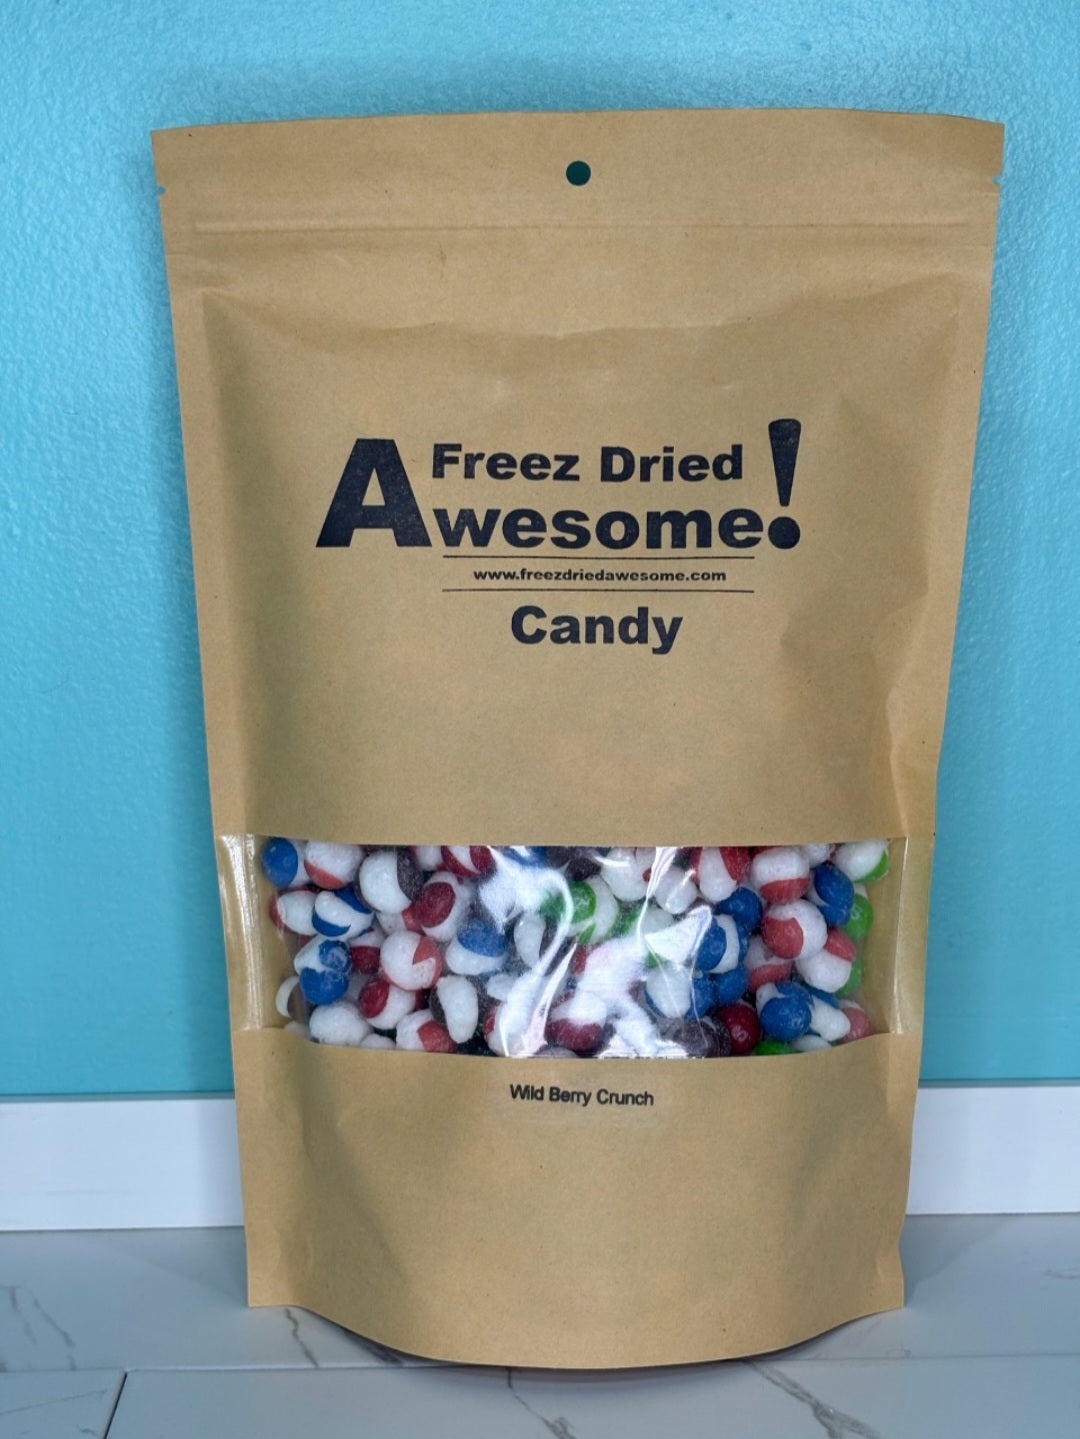 Freez Dried
Awesome!
www.freezdriedawesome.com
Candy
Wild Berry Crunch